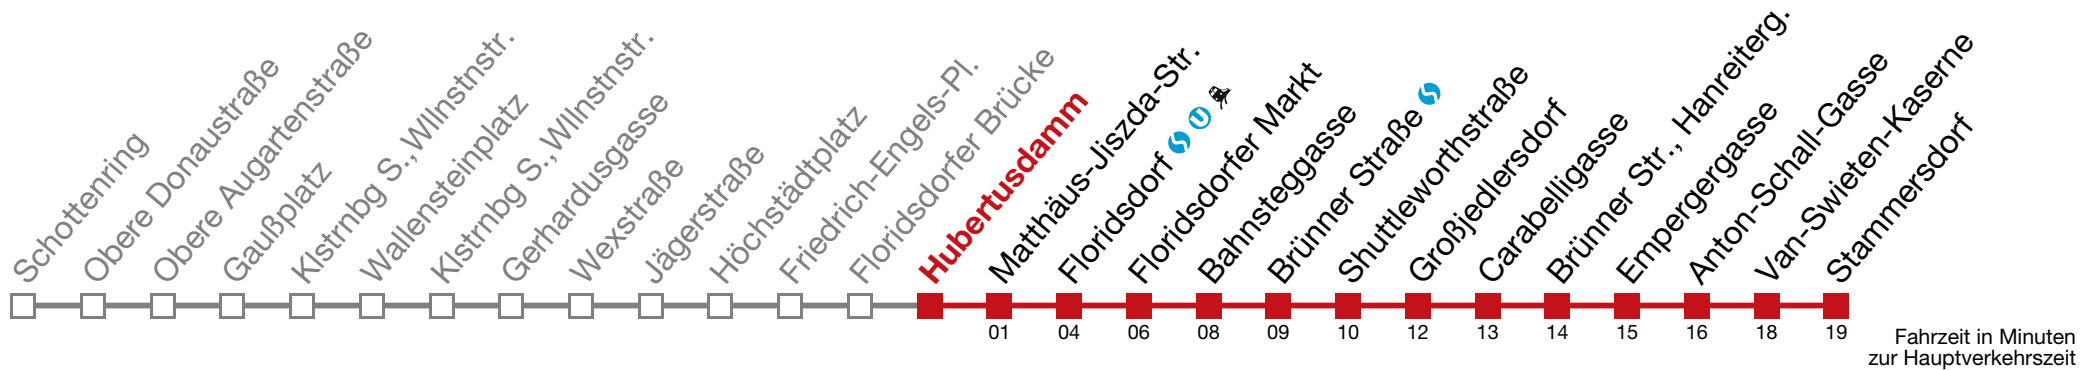 Schottenring
Obere Donaustraße
Obere Augartenstraße
Gaußplatz
Klstrnbg S., Wllnstnstr.
Wallensteinplatz
Klstrnbg S., Wllnstnstr.
Gerhardusgasse
Wexstraße
Jägerstraße
Höchstädtplatz
Friedrich-Engels-Pl.
Floridsdorfer Brücke
Hubertusdamm
Matthäus-Jiszda-Str.
Floridsdorf S U
Floridsdorfer Markt
Bahnsteggasse
Brünner Straße S
Shuttleworthstraße
Großjedlersdorf
Carabelligasse
Brünner Str., Hanreiterg.
Empergergasse
Anton-Schall-Gasse
Van-Swieten-Kaserne
Stammersdorf
01 04 06 08 09 10 12 13 14 15 16 18 19
Fahrzeit in Minuten
zur Hauptverkehrszeit